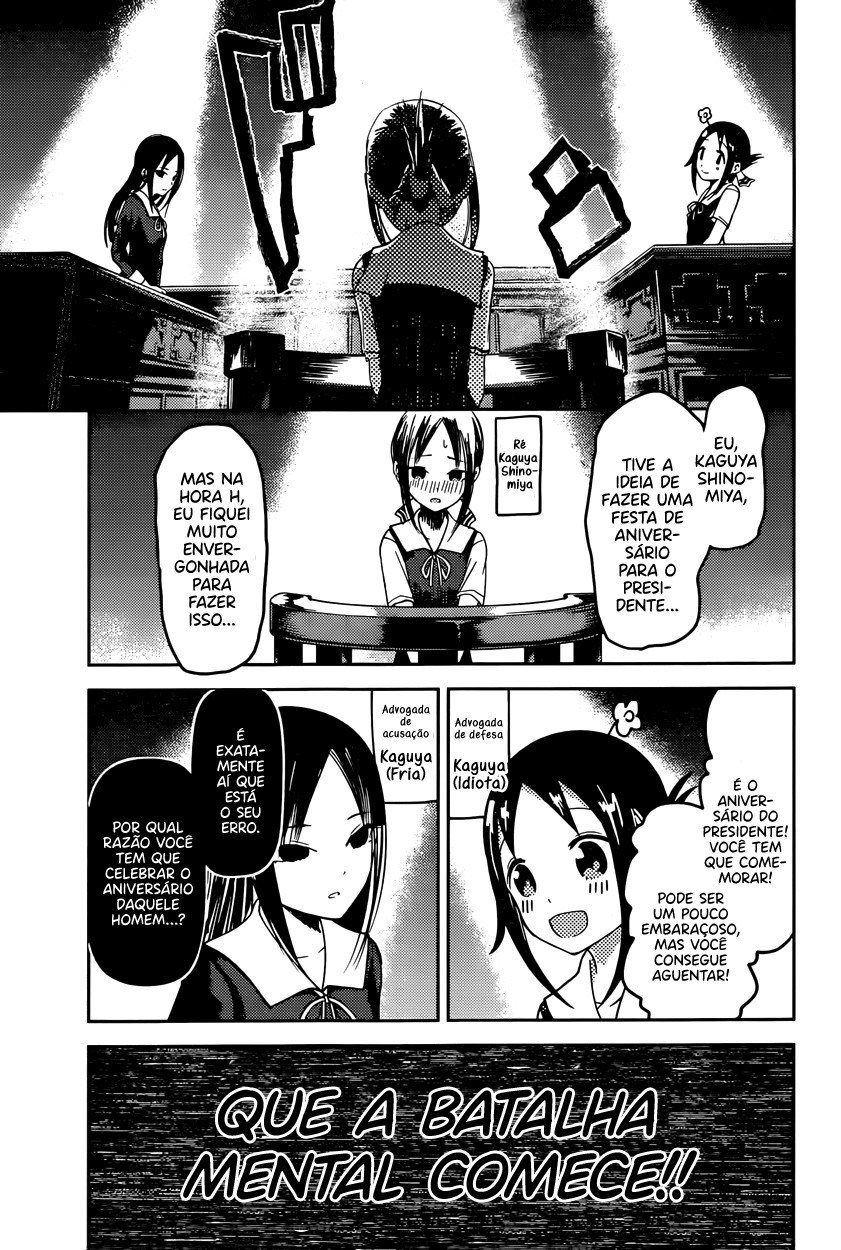 EU,
KAGUYA
SHINO-
MIYA,
TIVE A
IDEIA DE
FAZER UMA
FESTA DE
ANIVER-
SÁRIO
PARA O
PRESI-
DENTE...
Ré
Kaguya
Shino-
miya
MAS NA
HORA H,
EU FIQUEI
MUITO
ENVER-
GONHADA
PARA
FAZER
ISSO...
É O
ANIVER-
SÁRIO DO
PRESIDENTE!
VOCÊ TEM
QUE COME-
MORAR!
PODE SER
UM POUCO
EMBARAÇOSO,
MAS VOCÊ
CONSEGUE
AGUENTAR!
Advogada
de defesa
Kaguya
(Idiota)
Advogada
de
acusação
Kaguya
(Fria)
É
EXATA-
MENTE
AÍ QUE
ESTÁ
O SEU
ERRO.
POR QUAL
RAZÃO VOCÊ
TEM QUE
CELEBRAR O
ANIVERSÁRIO
DAQUELE
HOMEM...?
QUE A BATALHA
MENTAL COMECE!!